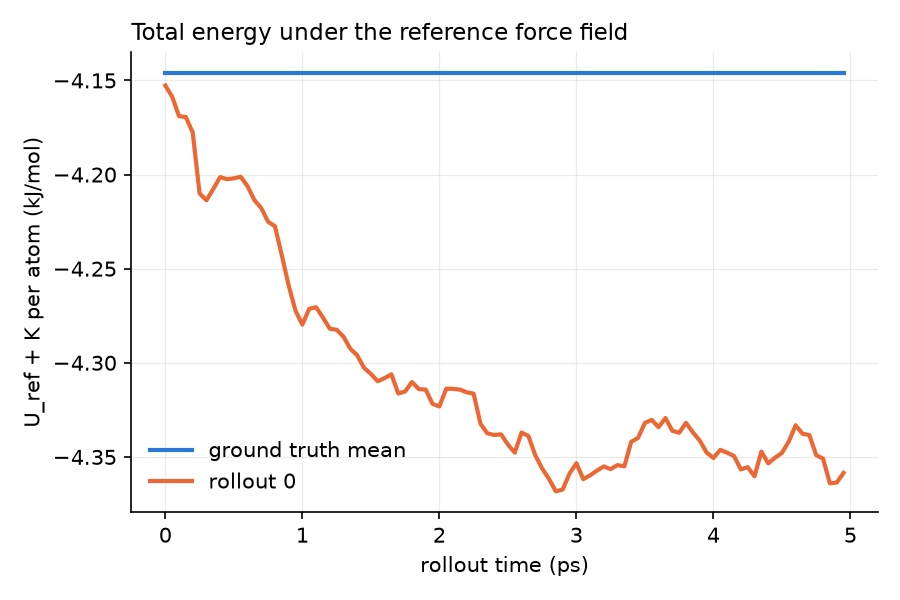 Total energy under the reference force field
U_ref + K per atom (kJ/mol)
−4.15
−4.20
−4.25
−4.30
−4.35
ground truth mean
rollout 0
0 1 2 3 4 5
rollout time (ps)